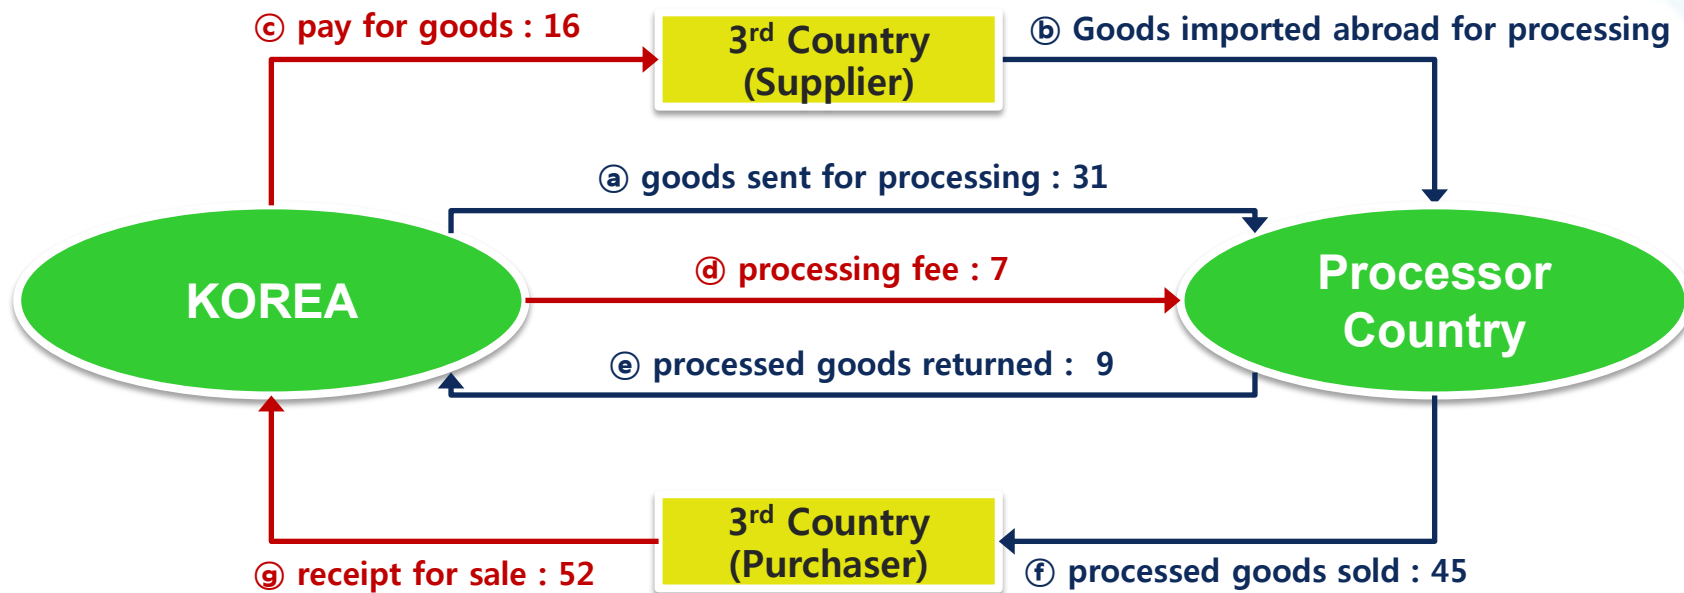 ⓒ pay for goods : 16
3rd Country
(Supplier)
ⓑ Goods imported abroad for processing
ⓐ goods sent for processing : 31
KOREA
ⓓ processing fee : 7
Processor
Country
ⓔ processed goods returned : 9
3rd Country
(Purchaser)
ⓖ receipt for sale : 52
ⓕ processed goods sold : 45